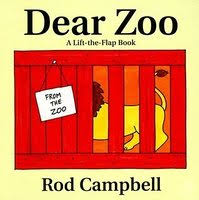 Dear Zoo
A Lift-the-Flap Book
FROM THE
ZOO
Rod Campbell